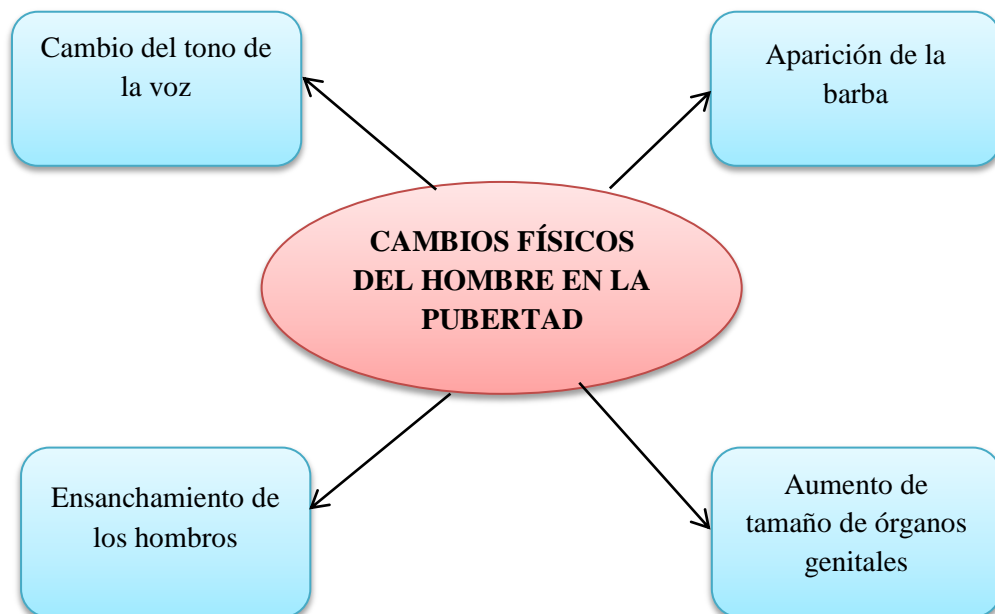 Cambio del tono de
la voz
Aparición de la
barba
CAMBIOS FÍSICOS
DEL HOMBRE EN LA
PUBERTAD
Ensanchamiento de
los hombros
Aumento de
tamaño de órganos
genitales